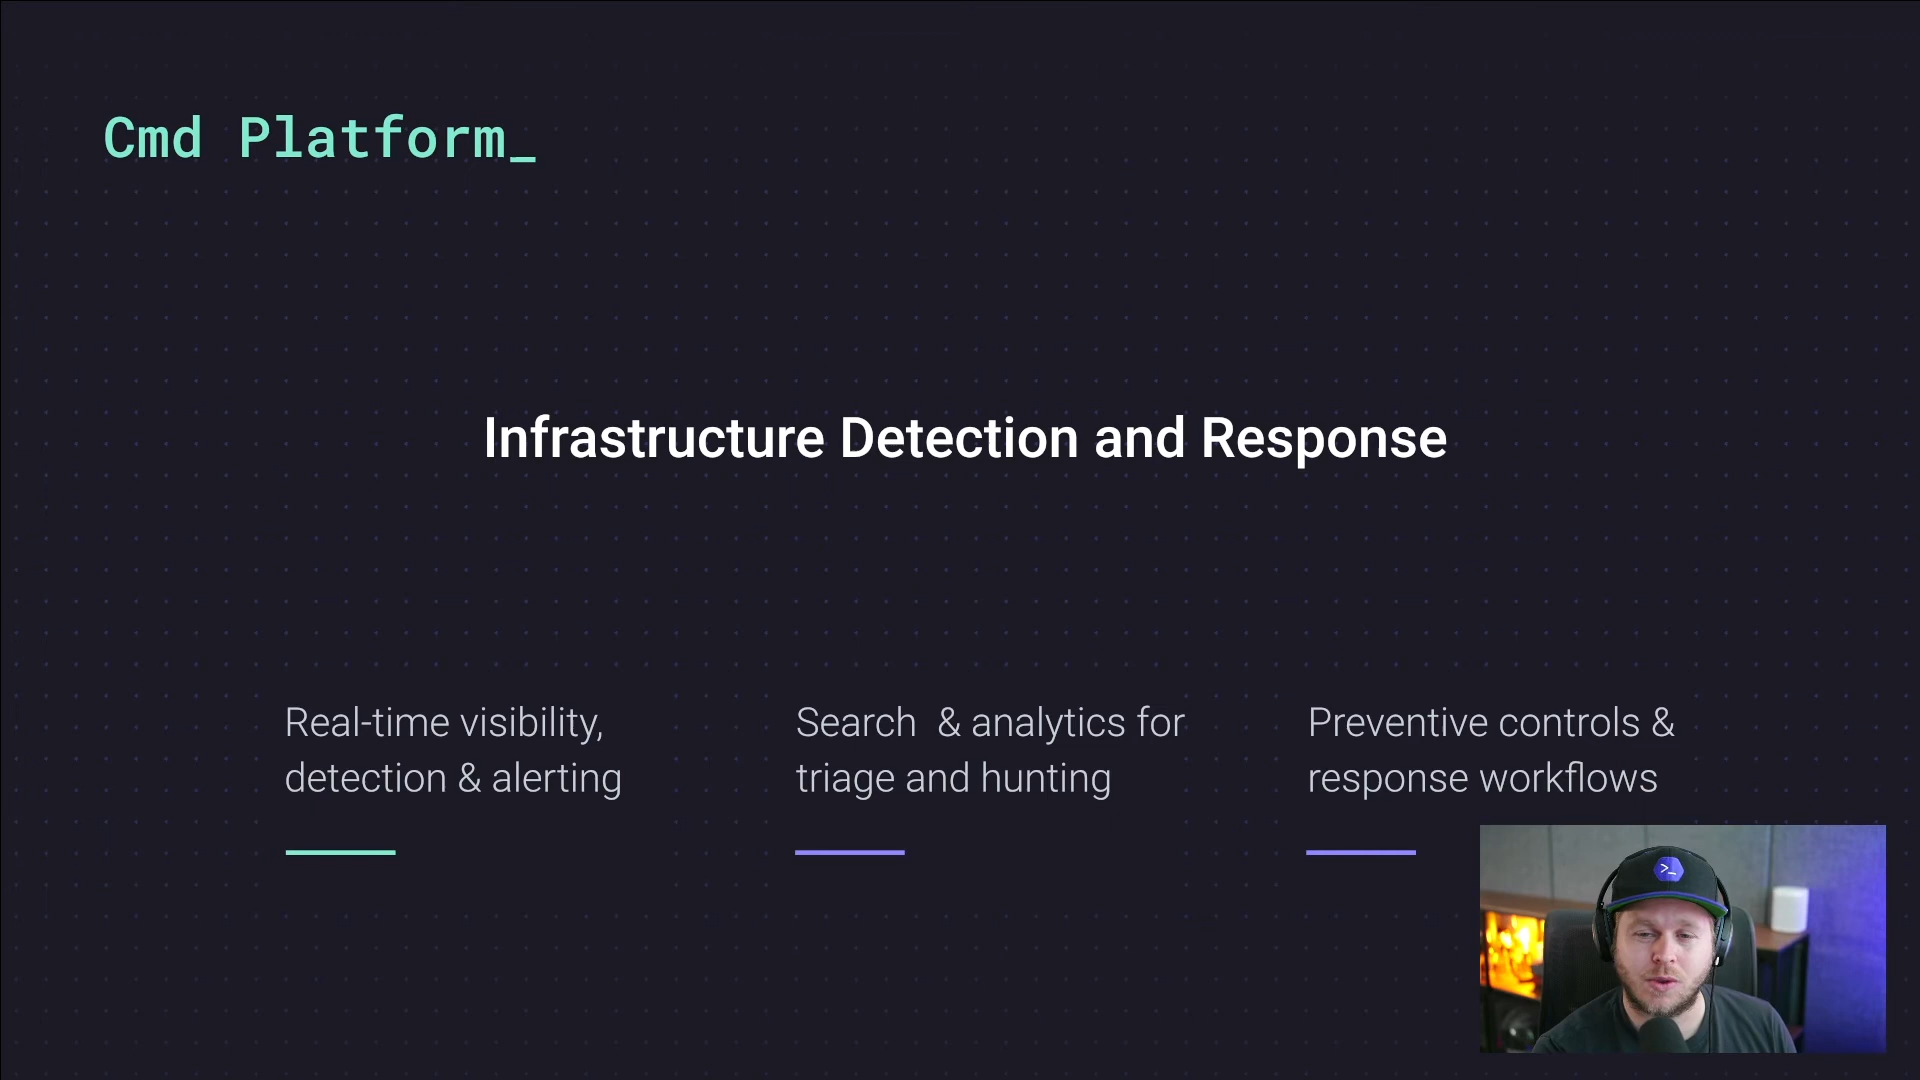 Cmd Platform_
Infrastructure Detection and Response
Real-time visibility,
detection & alerting
Search & analytics for
triage and hunting
Preventive controls &
response workflows
>_